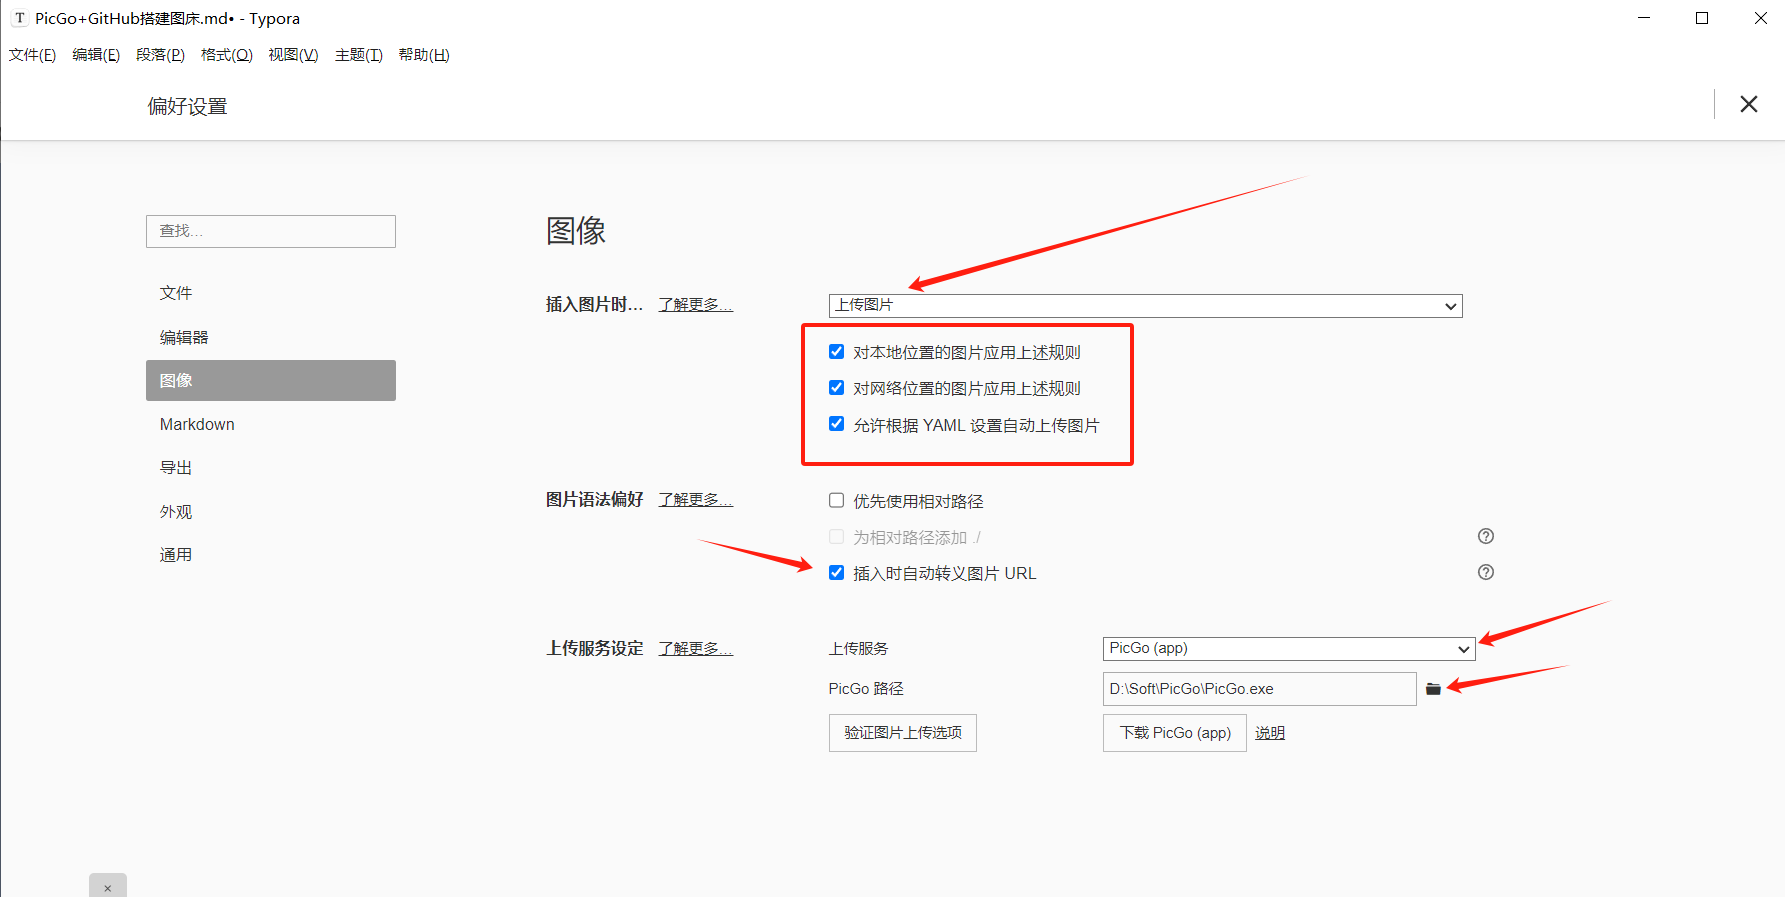 T PicGo+GitHub搭建图床.md• - Typora
文件(F) 编辑(E) 段落(P) 格式(O) 视图(V) 主题(T) 帮助(H)
偏好设置
查找...
文件
编辑器
图像
Markdown
导出
外观
通用
图像
插入图片时... 了解更多... 上传图片
对本地位置的图片应用上述规则
对网络位置的图片应用上述规则
允许根据 YAML 设置自动上传图片
图片语法偏好 了解更多... 优先使用相对路径
为相对路径添加 ./
插入时自动转义图片 URL
上传服务设定 了解更多... 上传服务 PicGo (app)
PicGo 路径 D:\Soft\PicGo\PicGo.exe
验证图片上传选项 下载 PicGo (app) 说明